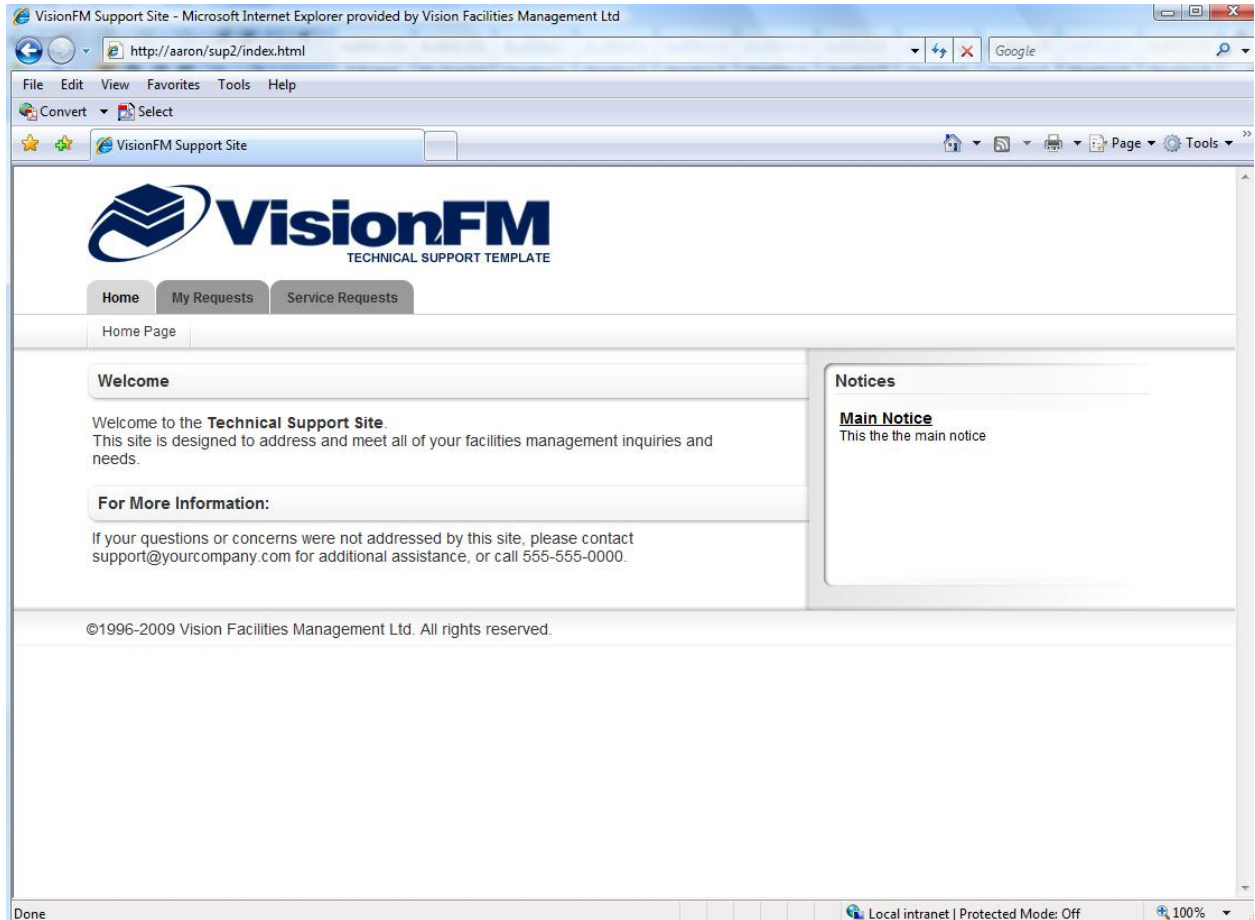 VisionFM Support Site - Microsoft Internet Explorer provided by Vision Facilities Management Ltd
http://aaron/sup2/index.html
Google
File Edit View Favorites Tools Help
Convert Select
VisionFM Support Site
Page Tools
VisionFM
TECHNICAL SUPPORT TEMPLATE
Home My Requests Service Requests
Home Page
Welcome
Welcome to the Technical Support Site.
This site is designed to address and meet all of your facilities management inquiries and
needs.
For More Information:
If your questions or concerns were not addressed by this site, please contact
support@yourcompany.com for additional assistance, or call 555-555-0000.
Notices
Main Notice
This the the main notice
©1996-2009 Vision Facilities Management Ltd. All rights reserved.
Done
Local intranet | Protected Mode: Off
100%